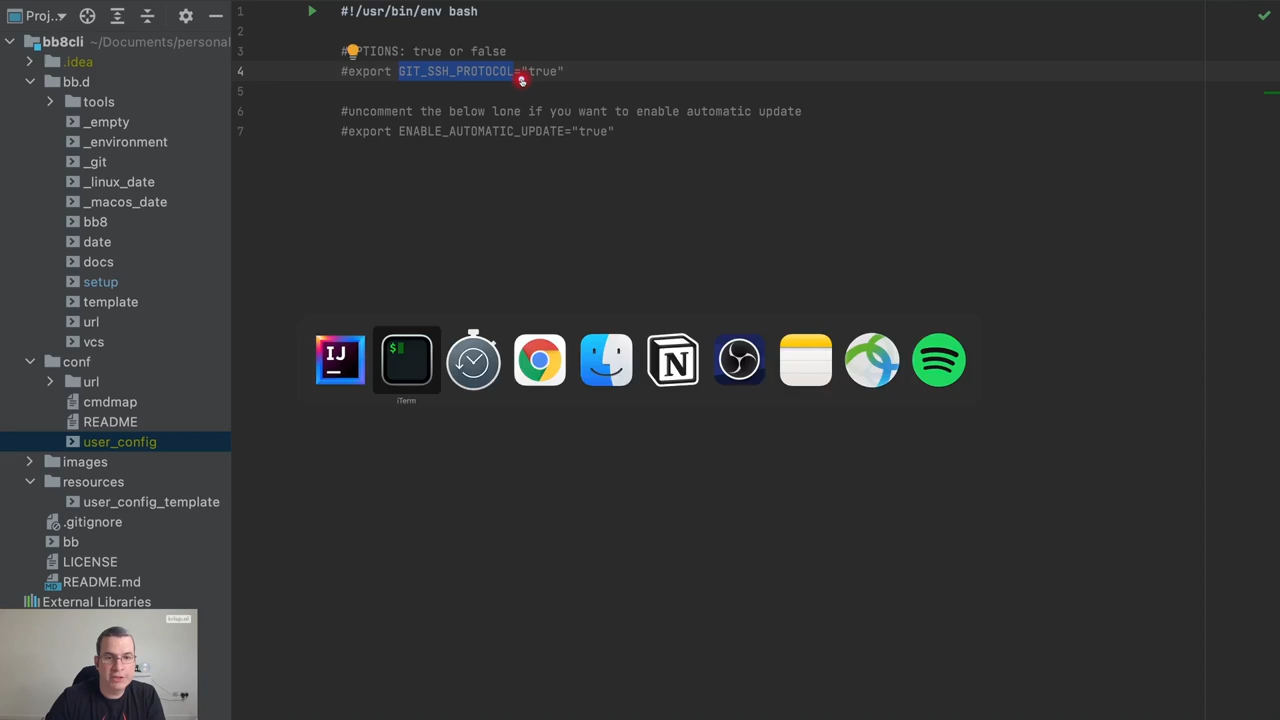 Proj...
bb8cli ~/Documents/personal
.idea
bb.d
tools
_empty
_environment
_git
_linux_date
_macos_date
bb8
date
docs
setup
template
url
vcs
conf
url
cmdmap
README
user_config
images
resources
user_config_template
.gitignore
bb
LICENSE
README.md
External Libraries
1 #!/usr/bin/env bash
2
3 #OPTIONS: true or false
4 #export GIT_SSH_PROTOCOL="true"
5
6 #uncomment the below lone if you want to enable automatic update
7 #export ENABLE_AUTOMATIC_UPDATE="true"
IJ
$
N
iTerm
MD